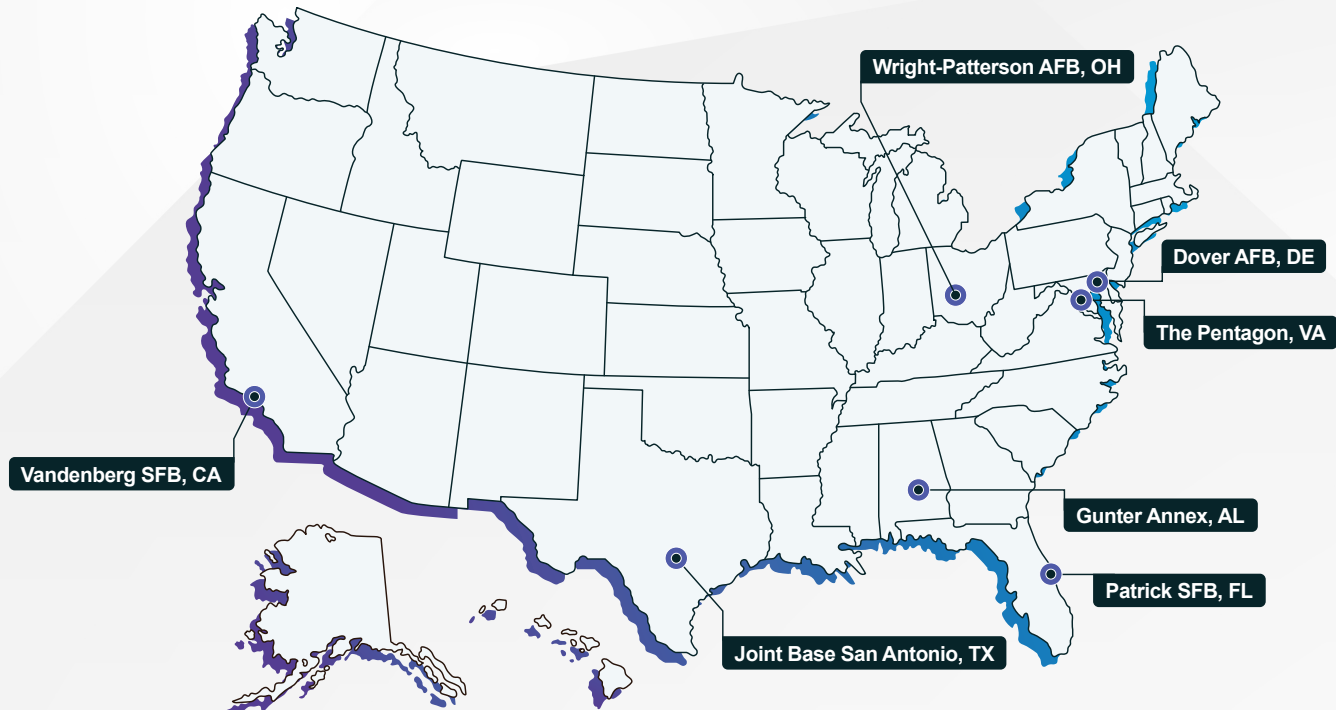 Wright-Patterson AFB, OH
Dover AFB, DE
The Pentagon, VA
Vandenberg SFB, CA
Gunter Annex, AL
Patrick SFB, FL
Joint Base San Antonio, TX